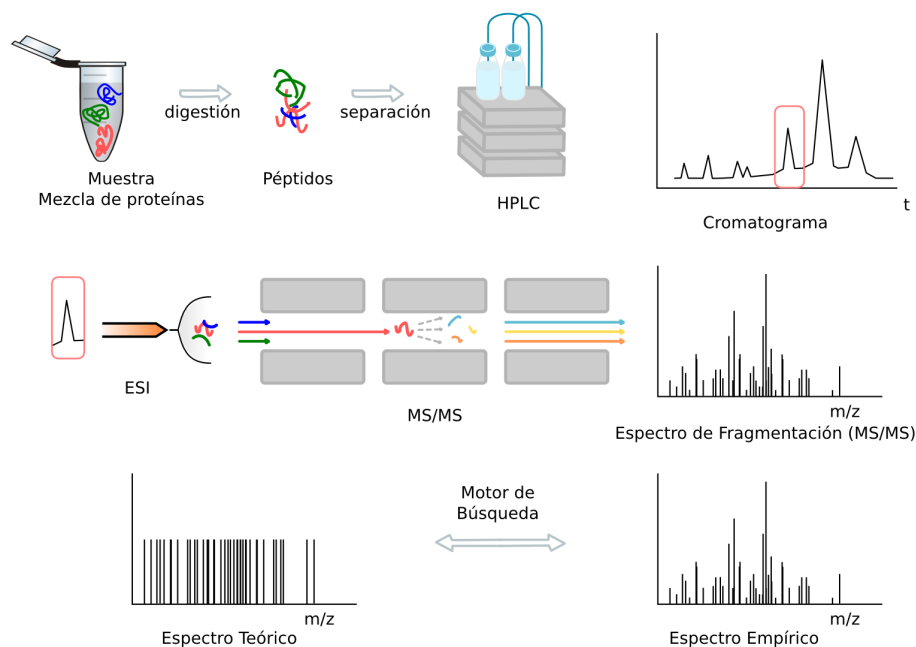 digestión
separación
Muestra
Mezcla de proteínas
Péptidos
HPLC
t
Cromatograma
ESI
MS/MS
m/z
Espectro de Fragmentación (MS/MS)
Motor de
Búsqueda
m/z
Espectro Teórico
m/z
Espectro Empírico